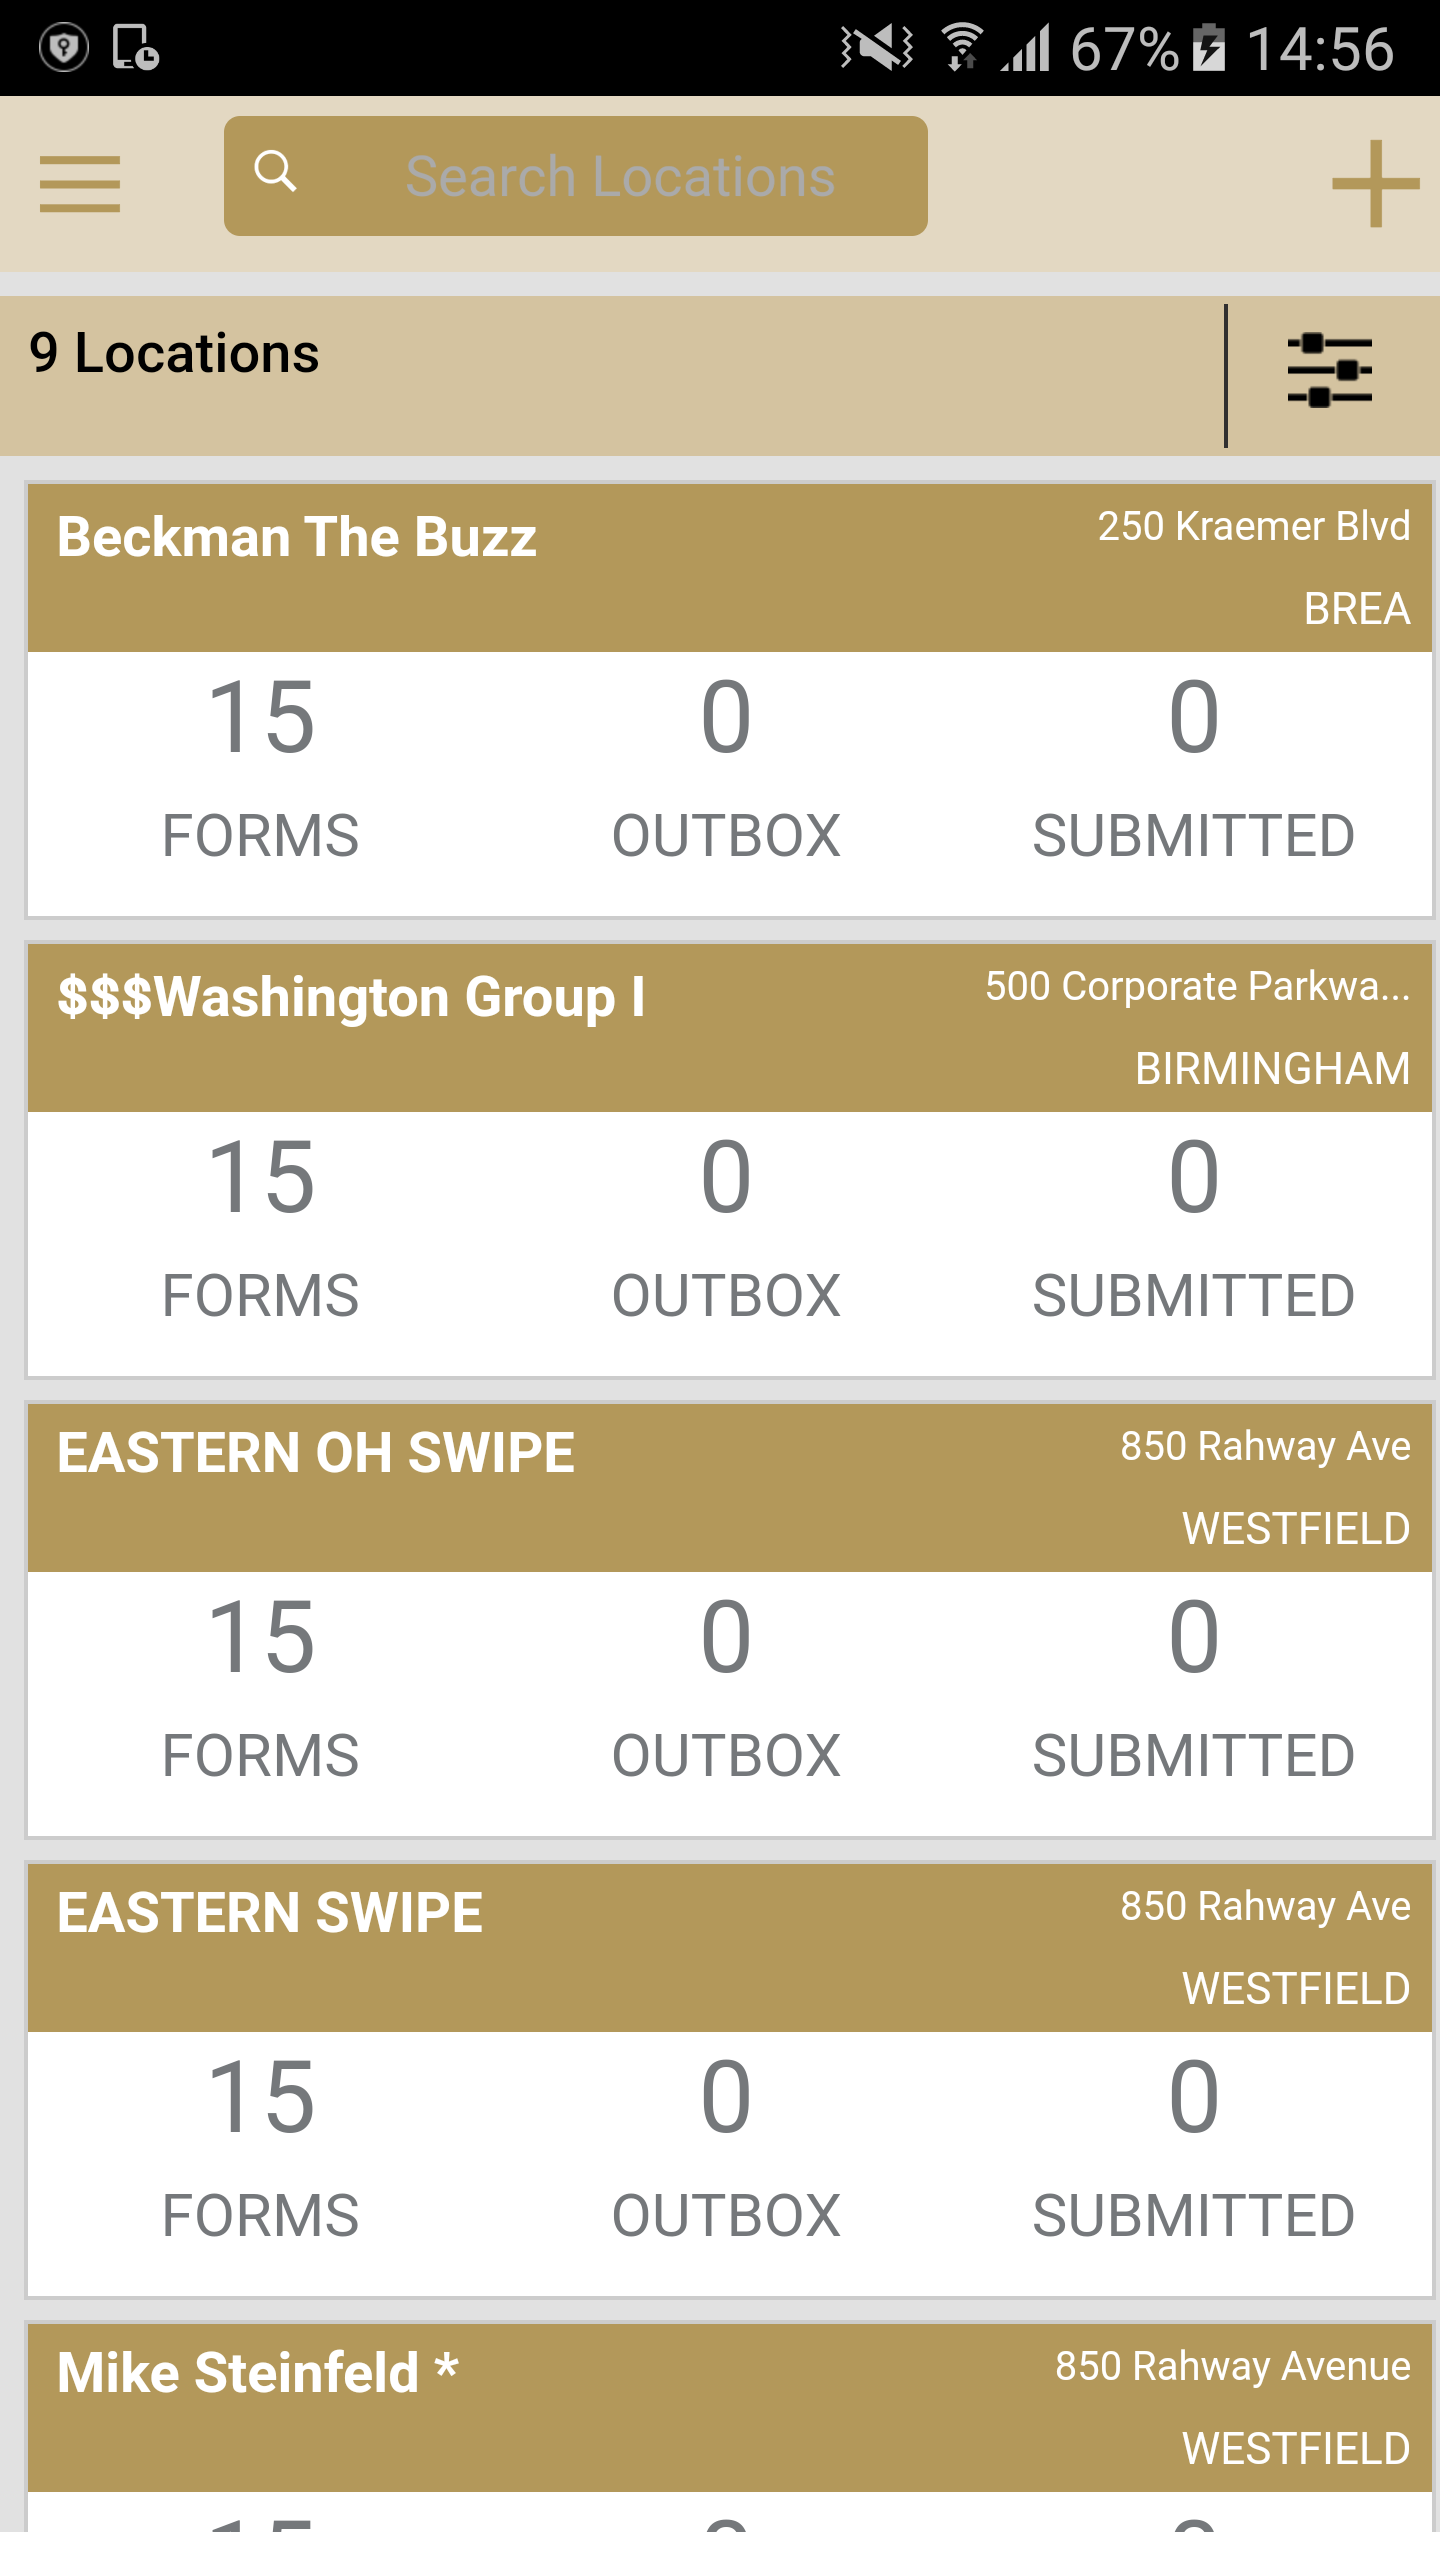 67% 14:56
Search Locations
9 Locations
Beckman The Buzz
250 Kraemer Blvd
BREA
15 0 0
FORMS OUTBOX SUBMITTED
$$$Washington Group I
500 Corporate Parkwa...
BIRMINGHAM
15 0 0
FORMS OUTBOX SUBMITTED
EASTERN OH SWIPE
850 Rahway Ave
WESTFIELD
15 0 0
FORMS OUTBOX SUBMITTED
EASTERN SWIPE
850 Rahway Ave
WESTFIELD
15 0 0
FORMS OUTBOX SUBMITTED
Mike Steinfeld *
850 Rahway Avenue
WESTFIELD